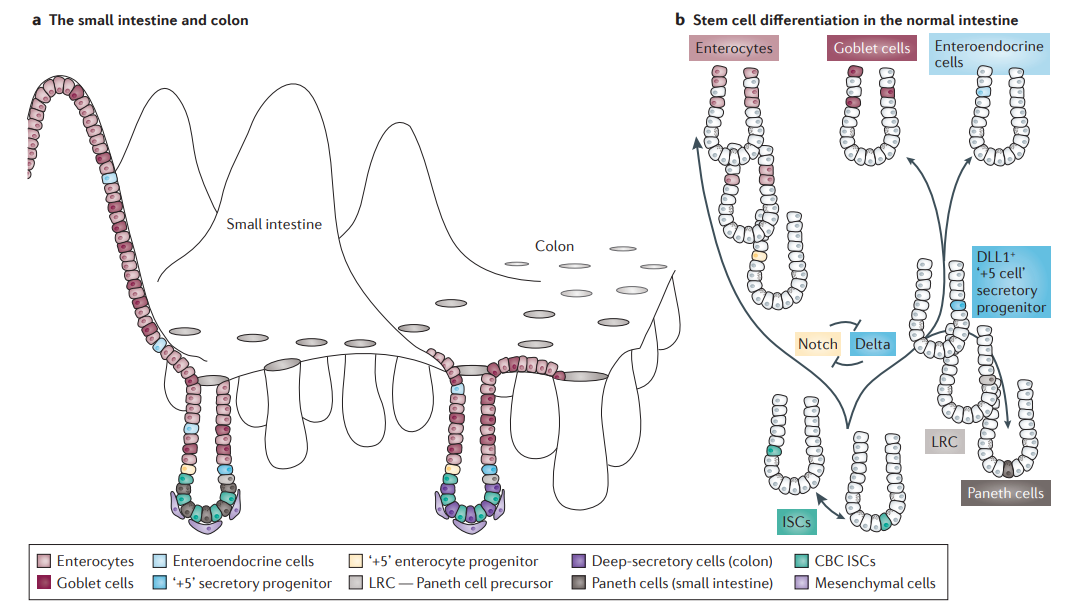 a The small intestine and colon
Small intestine
Colon
b Stem cell differentiation in the normal intestine
Enterocytes
Goblet cells
Enteroendocrine
cells
DLL1⁺
‘+5 cell’
secretory
progenitor
Notch
Delta
LRC
Paneth cells
ISCs
Enterocytes
Enteroendocrine cells
‘+5’ enterocyte progenitor
Deep-secretory cells (colon)
CBC ISCs
Goblet cells
‘+5’ secretory progenitor
LRC — Paneth cell precursor
Paneth cells (small intestine)
Mesenchymal cells